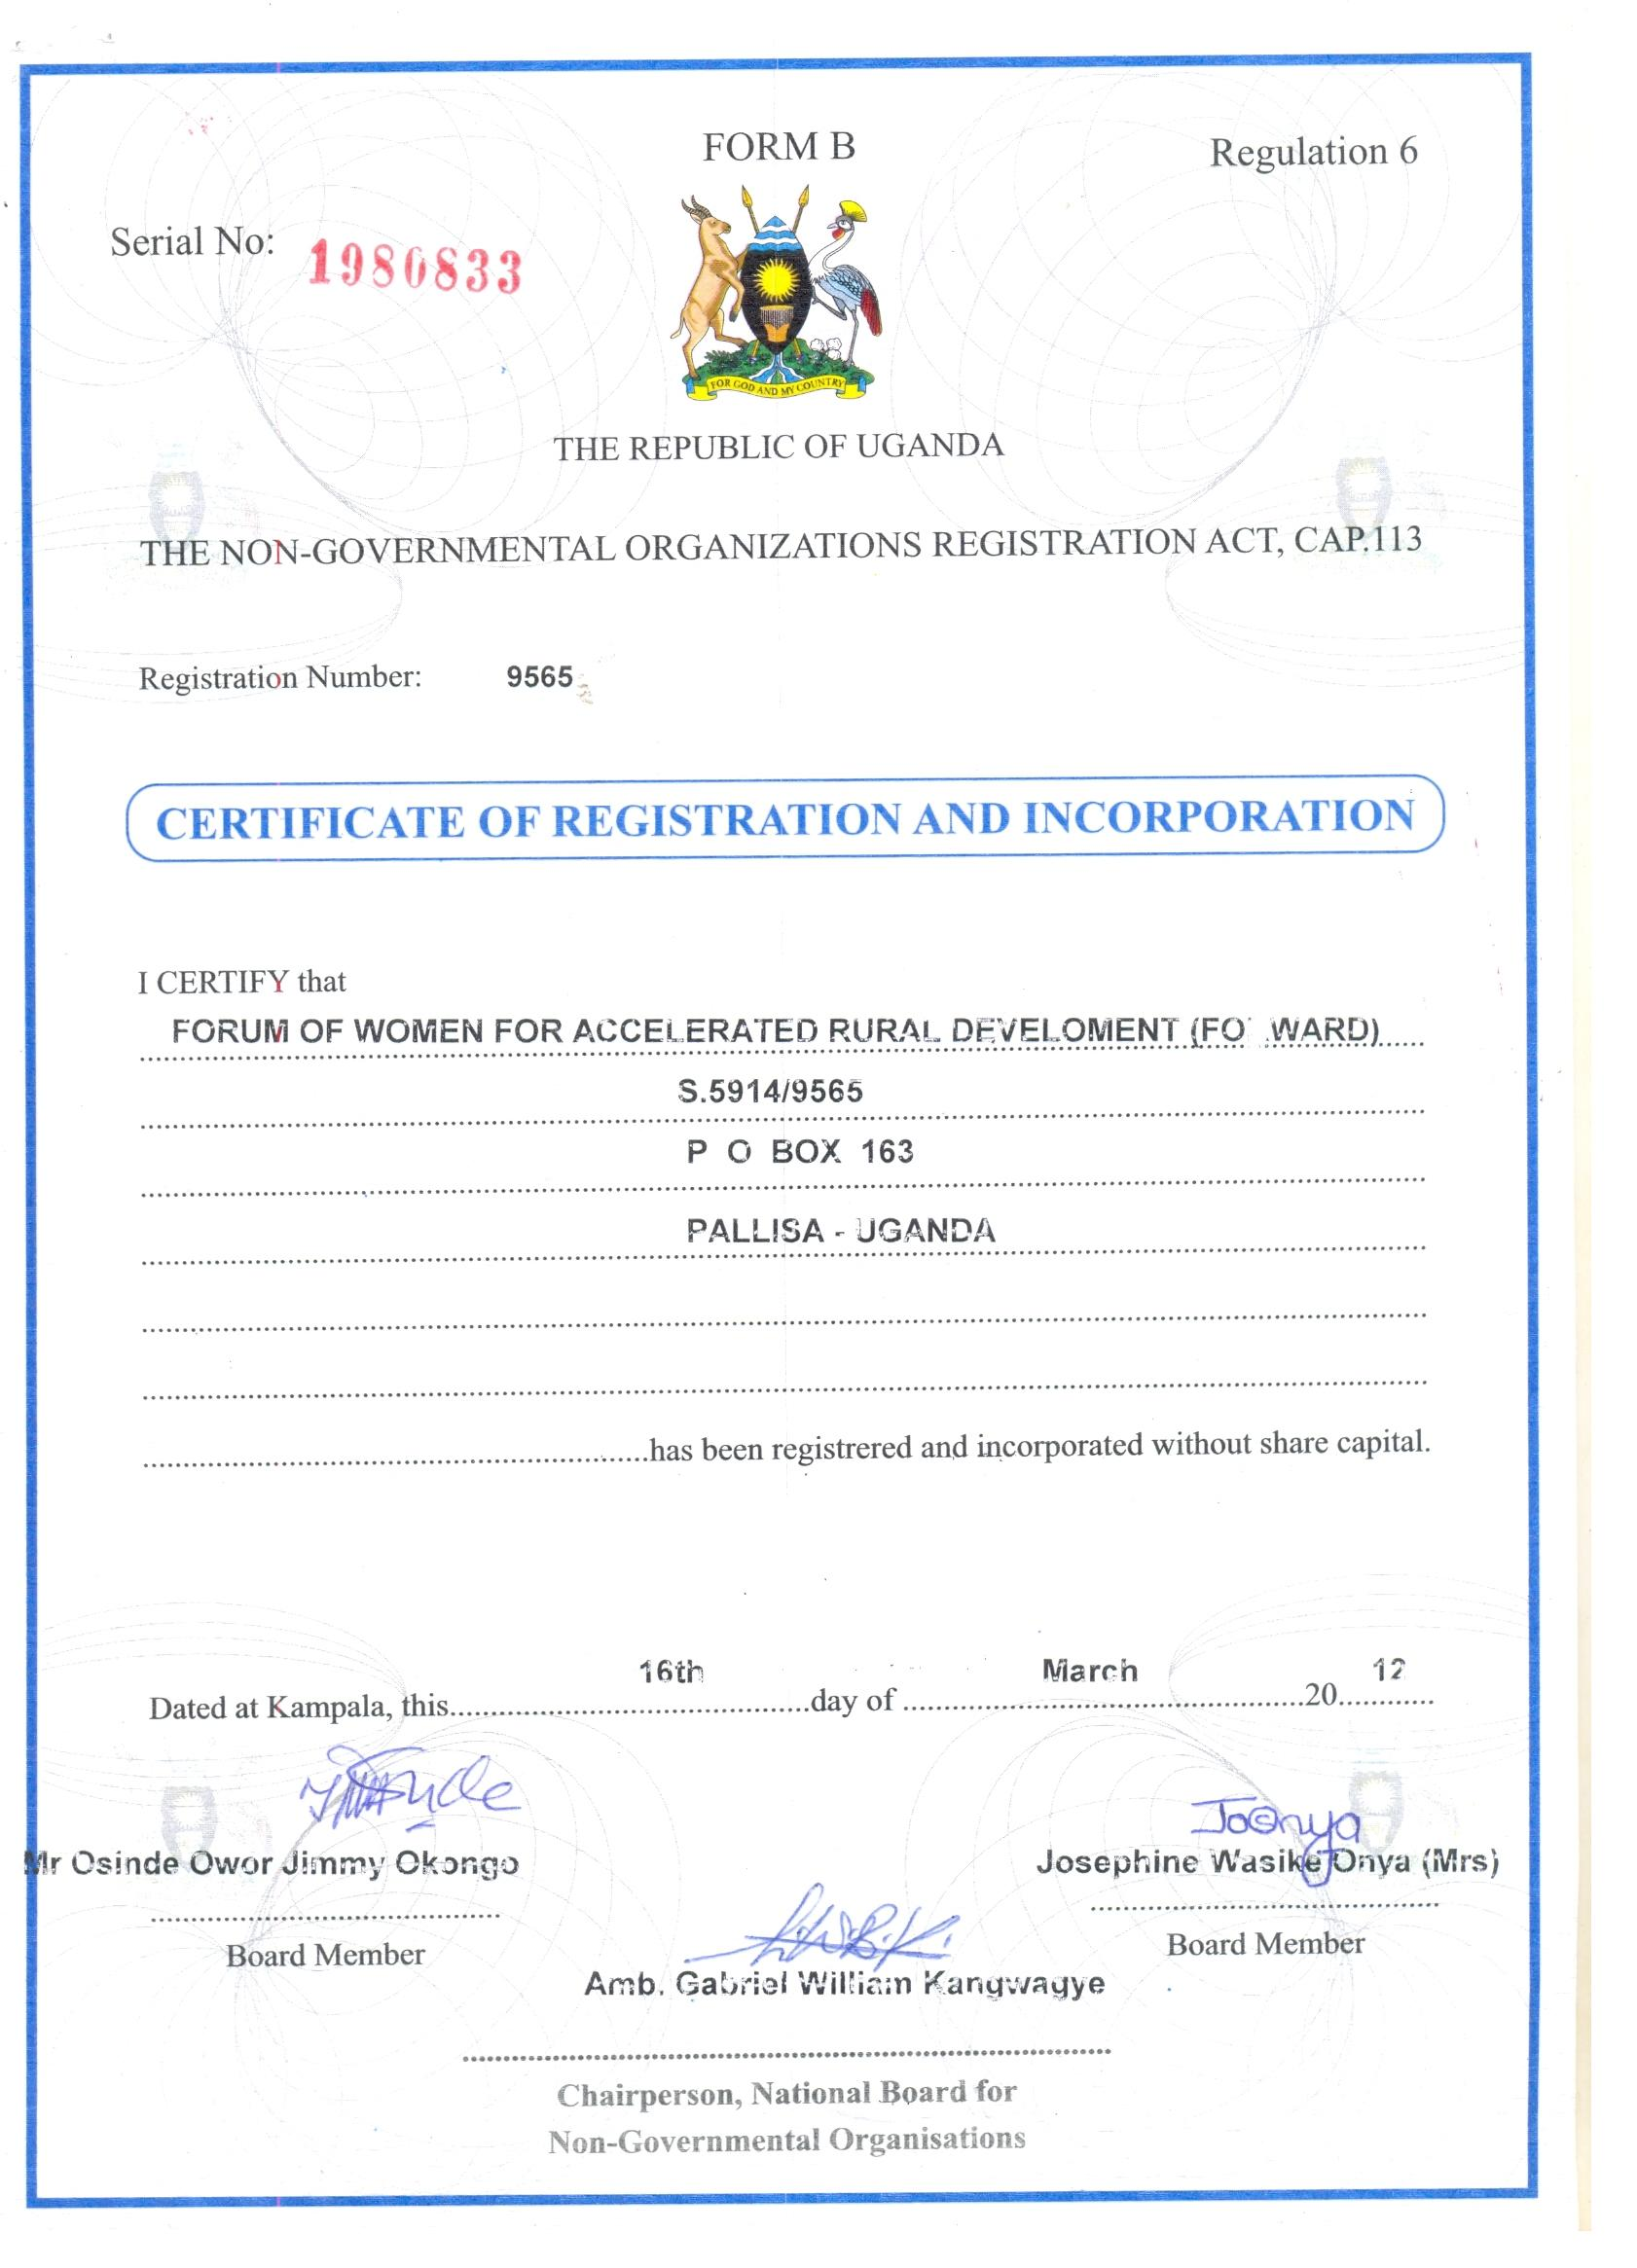 FORM B
Regulation 6
Serial No: 1980833
FOR GOD AND MY COUNTRY
THE REPUBLIC OF UGANDA
THE NON-GOVERNMENTAL ORGANIZATIONS REGISTRATION ACT, CAP.113
Registration Number: 9565
CERTIFICATE OF REGISTRATION AND INCORPORATION
I CERTIFY that
FORUM OF WOMEN FOR ACCELERATED RURAL DEVELOMENT (FO WARD)
S.5914/9565
P O BOX 163
PALLISA - UGANDA
has been registrered and incorporated without share capital.
Dated at Kampala, this 16th day of March 2012
Mr Osinde Owor Jimmy Okongo
Board Member
JoOnya
Josephine Wasike Onya (Mrs)
Board Member
Amb. Gabriel William Kangwagye
Chairperson, National Board for
Non-Governmental Organisations